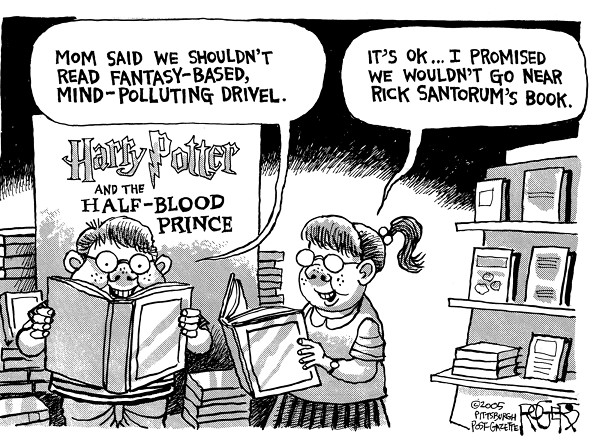 MOM SAID WE SHOULDN'T
READ FANTASY-BASED,
MIND-POLLUTING DRIVEL.
IT'S OK... I PROMISED
WE WOULDN'T GO NEAR
RICK SANTORUM'S BOOK.
Harry Potter
AND THE
HALF-BLOOD
PRINCE
©2005
PITTSBURGH
POST-GAZETTE